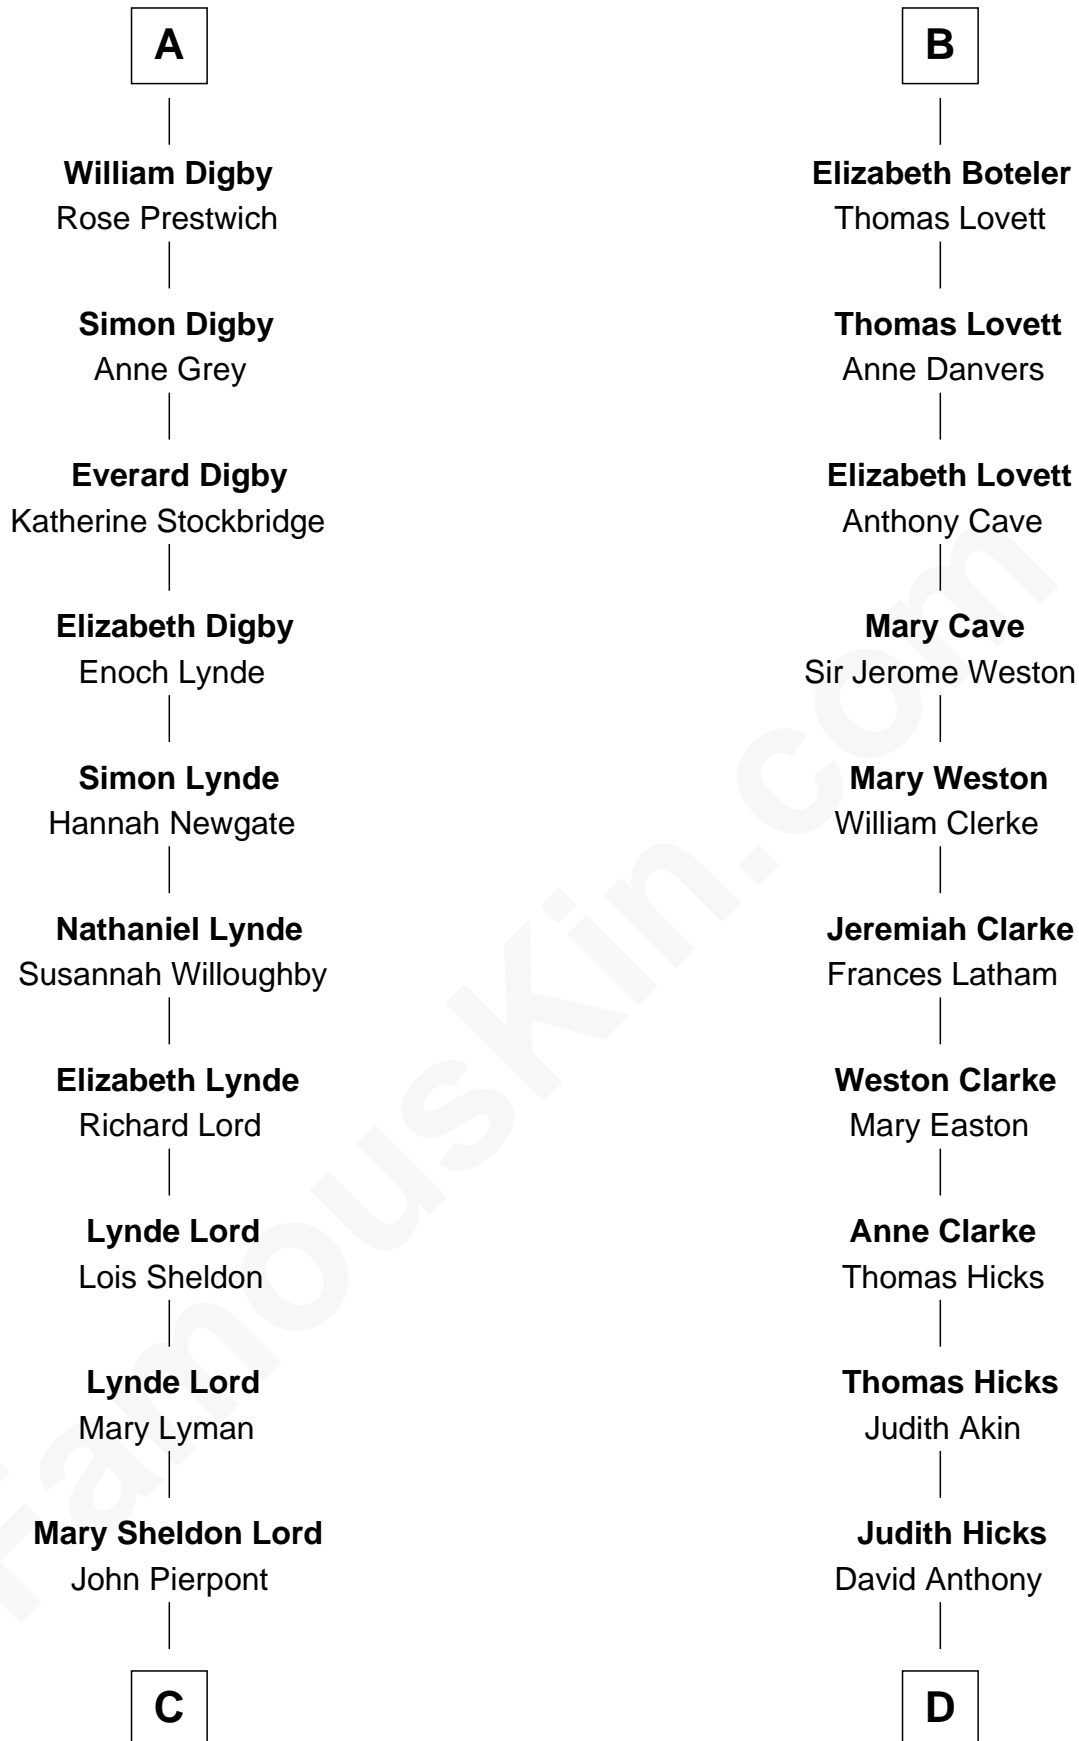 A
William Digby
Rose Prestwich
Simon Digby
Anne Grey
Everard Digby
Katherine Stockbridge
Elizabeth Digby
Enoch Lynde
Simon Lynde
Hannah Newgate
Nathaniel Lynde
Susannah Willoughby
Elizabeth Lynde
Richard Lord
Lynde Lord
Lois Sheldon
Lynde Lord
Mary Lyman
Mary Sheldon Lord
John Pierpont
C
B
Elizabeth Boteler
Thomas Lovett
Thomas Lovett
Anne Danvers
Elizabeth Lovett
Anthony Cave
Mary Cave
Sir Jerome Weston
Mary Weston
William Clerke
Jeremiah Clarke
Frances Latham
Weston Clarke
Mary Easton
Anne Clarke
Thomas Hicks
Thomas Hicks
Judith Akin
Judith Hicks
David Anthony
D
FamousKin.com